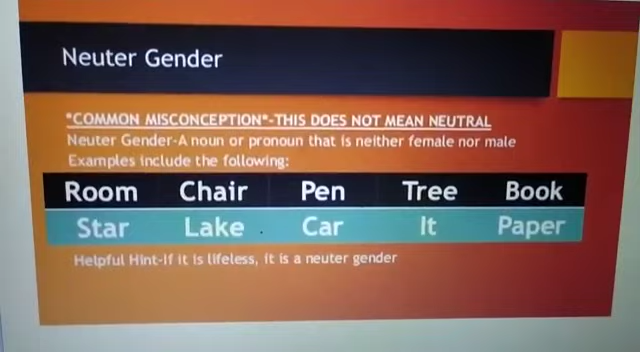 Neuter Gender
*COMMON MISCONCEPTION*-THIS DOES NOT MEAN NEUTRAL
Neuter Gender-A noun or pronoun that is neither female nor male
Examples include the following:
Room Chair Pen Tree Book
Star Lake Car It Paper
Helpful Hint-If it is lifeless, it is a neuter gender